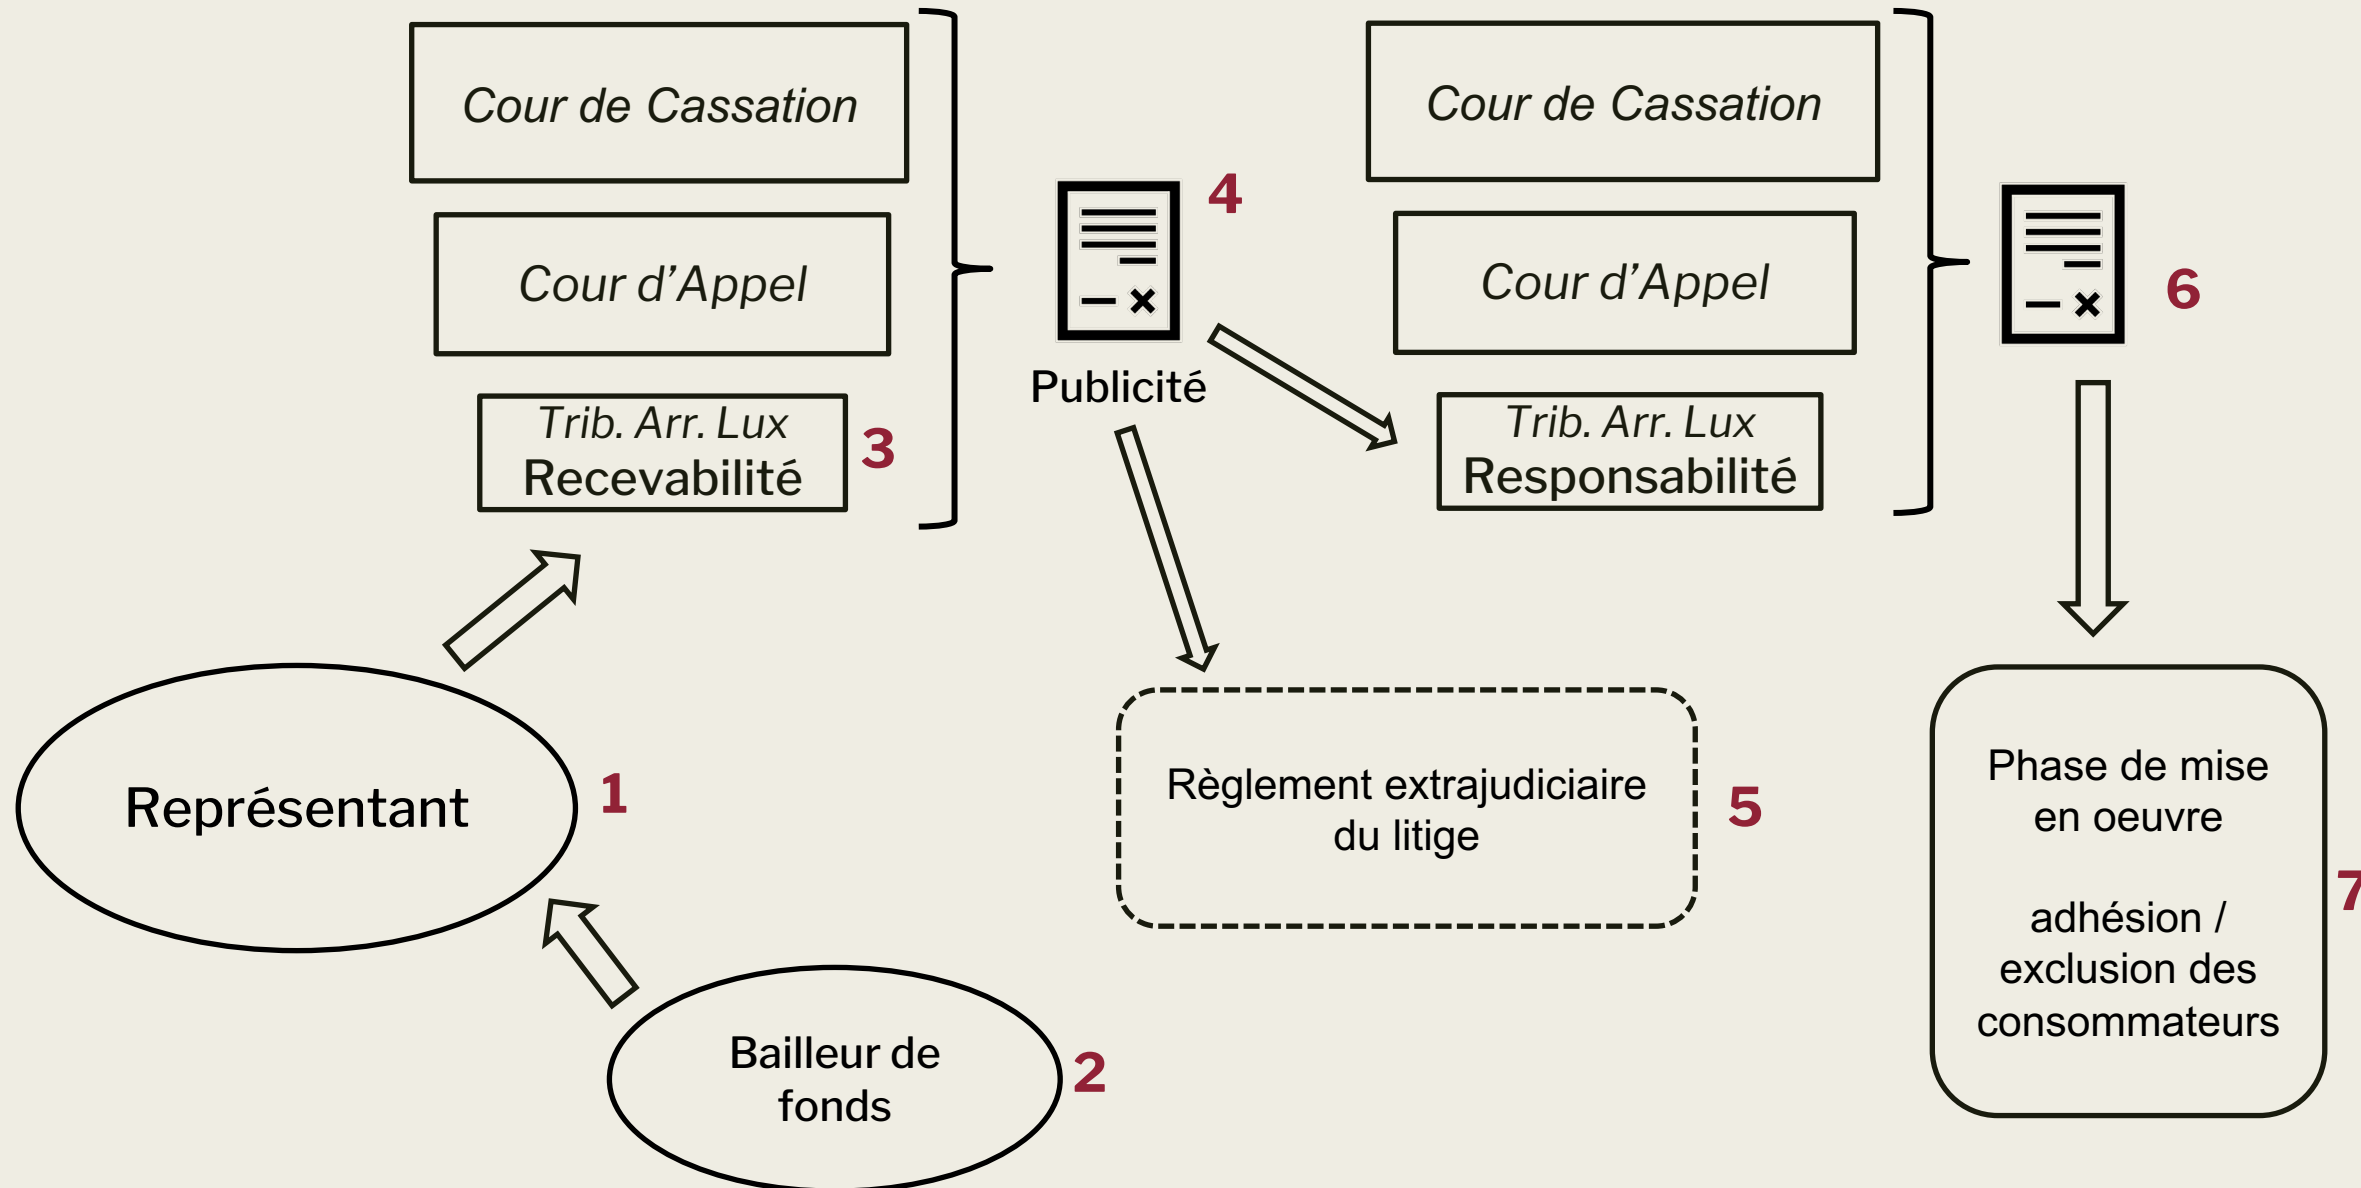 Cour de Cassation
Cour d'Appel
Trib. Arr. Lux
Recevabilité
3
Représentant
1
Bailleur de
fonds
2
4
Publicité
Règlement extrajudiciaire
du litige
5
Cour de Cassation
Cour d'Appel
Trib. Arr. Lux
Responsabilité
6
Phase de mise
en oeuvre
adhésion /
exclusion des
consommateurs
7